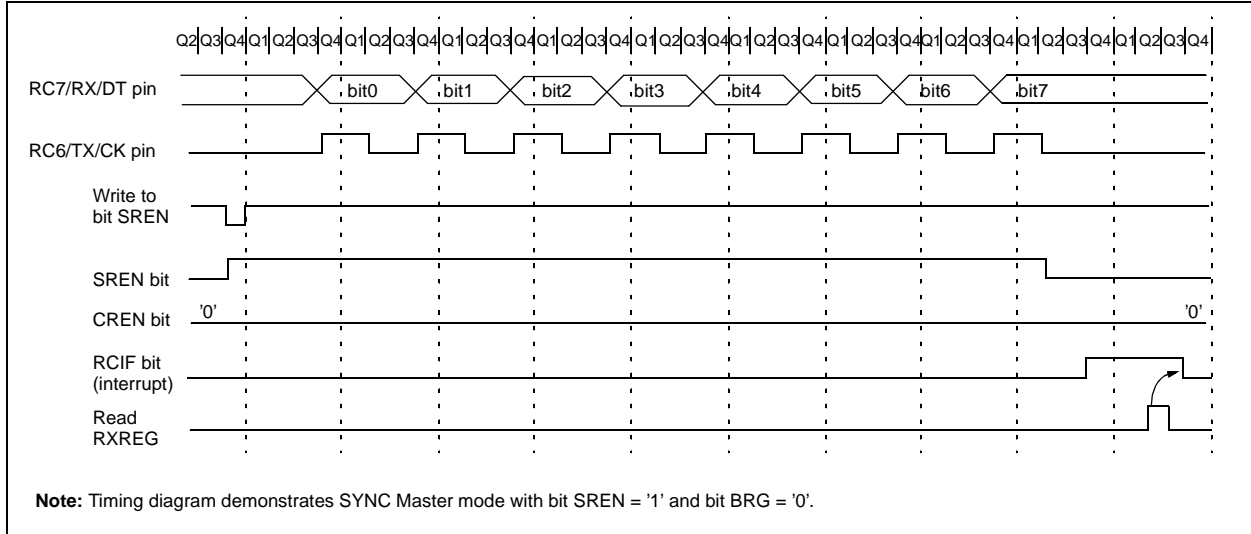 Q2 Q3 Q4 Q1 Q2 Q3 Q4 Q1 Q2 Q3 Q4 Q1 Q2 Q3 Q4 Q1 Q2 Q3 Q4 Q1 Q2 Q3 Q4 Q1 Q2 Q3 Q4 Q1 Q2 Q3 Q4 Q1 Q2 Q3 Q4 Q1 Q2 Q3 Q4 Q1 Q2 Q3 Q4
RC7/RX/DT pin bit0 bit1 bit2 bit3 bit4 bit5 bit6 bit7
RC6/TX/CK pin
Write to
bit SREN
SREN bit
CREN bit '0' '0'
RCIF bit
(interrupt)
Read
RXREG
Note: Timing diagram demonstrates SYNC Master mode with bit SREN = '1' and bit BRG = '0'.